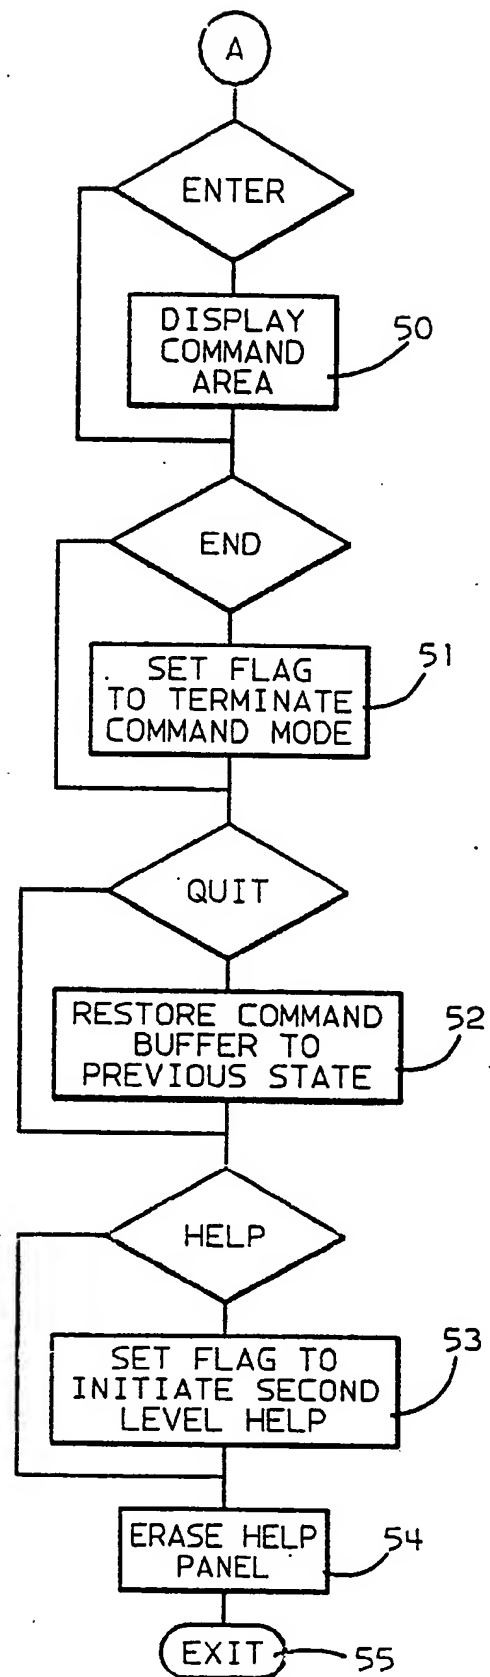 A
ENTER
DISPLAY
COMMAND
AREA
50
END
SET FLAG
TO TERMINATE
COMMAND MODE
51
QUIT
RESTORE COMMAND
BUFFER TO
PREVIOUS STATE
52
HELP
SET FLAG TO
INITIATE SECOND
LEVEL HELP
53
ERASE HELP
PANEL
54
EXIT
55